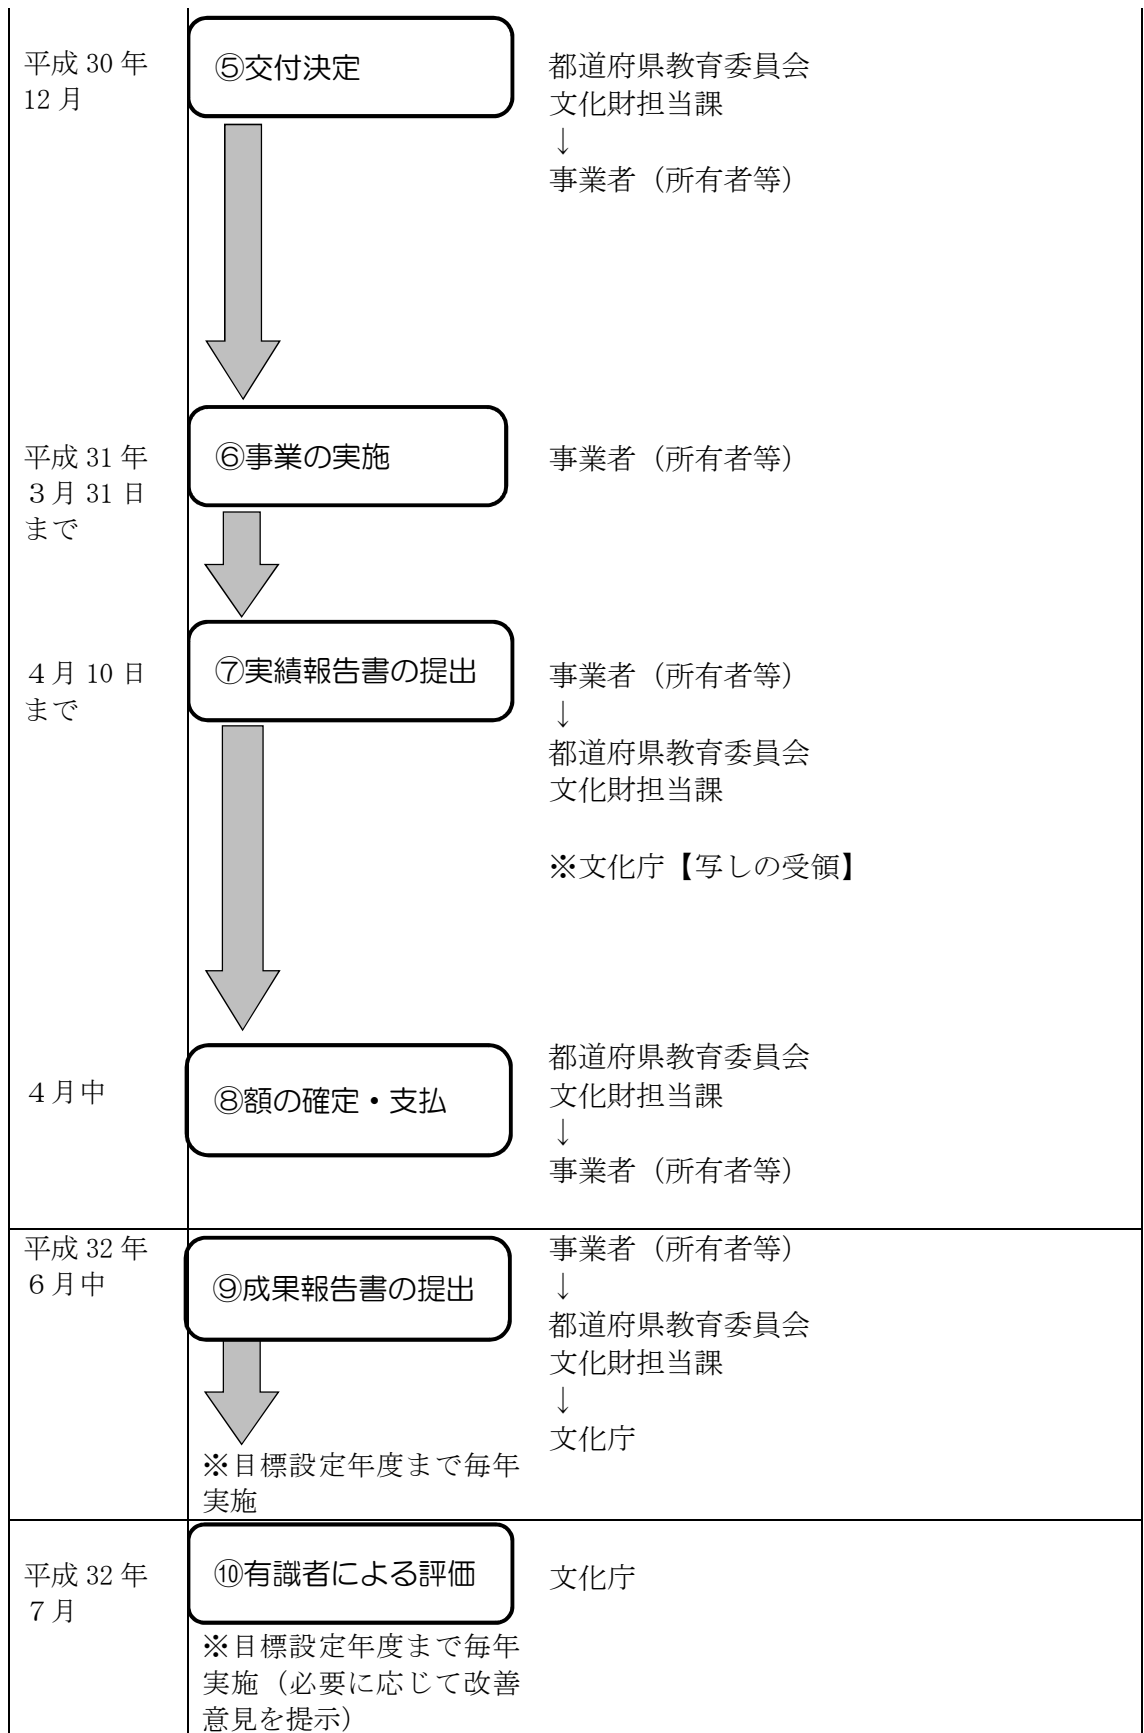 平成 30 年
12 月
⑤交付決定
都道府県教育委員会
文化財担当課
↓
事業者（所有者等）
平成 31 年
３月 31 日
まで
⑥事業の実施
事業者（所有者等）
４月 10 日
まで
⑦実績報告書の提出
事業者（所有者等）
↓
都道府県教育委員会
文化財担当課
※文化庁【写しの受領】
４月中
⑧額の確定・支払
都道府県教育委員会
文化財担当課
↓
事業者（所有者等）
平成 32 年
６月中
⑨成果報告書の提出
※目標設定年度まで毎年
実施
事業者（所有者等）
↓
都道府県教育委員会
文化財担当課
↓
文化庁
平成 32 年
７月
⑩有識者による評価
※目標設定年度まで毎年
実施（必要に応じて改善
意見を提示）
文化庁